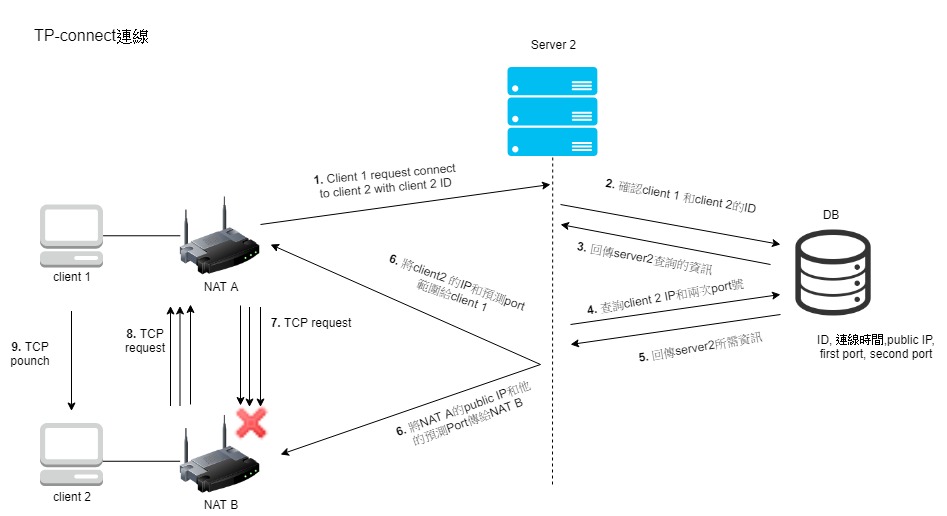 TP-connect連線
Server 2
1. Client 1 request connect
to client 2 with client 2 ID
2. 確認client 1 和client 2的ID
DB
3. 回傳server2查詢的資訊
client 1
NAT A
6. 將client2 的IP和預測port
範圍給client 1
4. 查詢client 2 IP和兩次port號
7. TCP request
8. TCP
request
9. TCP
pounch
5. 回傳server2所需資訊
ID, 連線時間,public IP,
first port, second port
6. 將NAT A的public IP和他
的預測Port傳給NAT B
client 2
NAT B